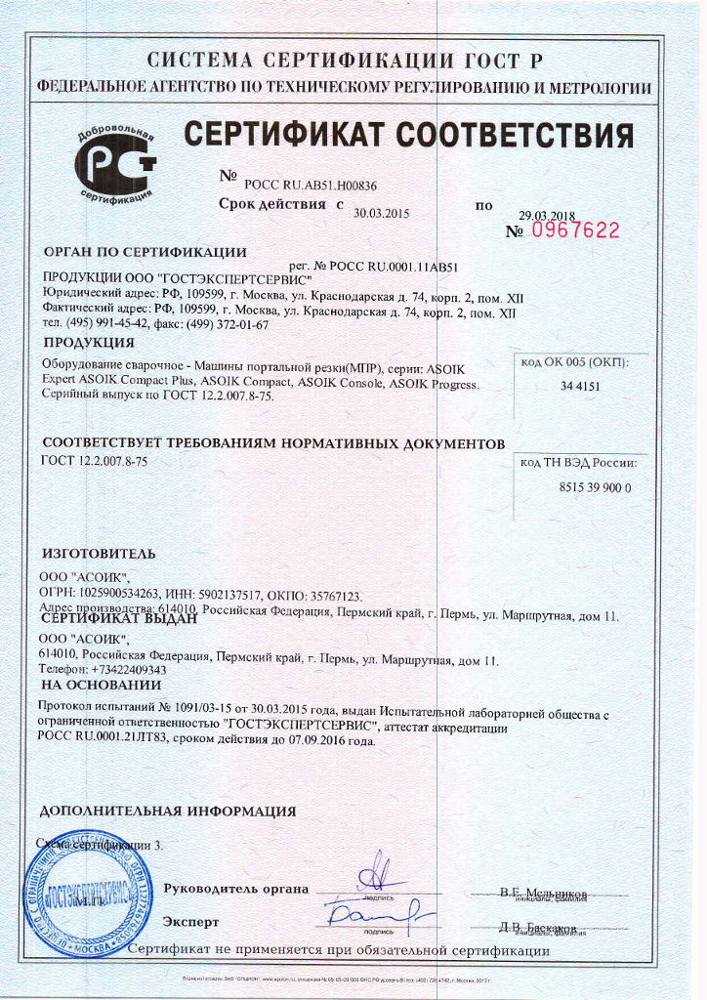 СИСТЕМА СЕРТИФИКАЦИИ ГОСТ Р
ФЕДЕРАЛЬНОЕ АГЕНТСТВО ПО ТЕХНИЧЕСКОМУ РЕГУЛИРОВАНИЮ И МЕТРОЛОГИИ
Добровольная
сертификация
СЕРТИФИКАТ СООТВЕТСТВИЯ
№ РОСС RU.АВ51.Н00836
Срок действия с 30.03.2015 по 29.03.2018
№ 0967622
ОРГАН ПО СЕРТИФИКАЦИИ
рег. № РОСС RU.0001.11АВ51
ПРОДУКЦИИ ООО "ГОСТЭКСПЕРТСЕРВИС"
Юридический адрес: РФ, 109599, г. Москва, ул. Краснодарская д. 74, корп. 2, пом. XII
Фактический адрес: РФ, 109599, г. Москва, ул. Краснодарская д. 74, корп. 2, пом. XII
тел. (495) 991-45-42, факс: (499) 372-01-67
ПРОДУКЦИЯ
Оборудование сварочное - Машины портальной резки(МПР), серии: ASOIK
Expert ASOIK Compact Plus, ASOIK Compact, ASOIK Console, ASOIK Progress.
Серийный выпуск по ГОСТ 12.2.007.8-75.
код ОК 005 (ОКП):
34 4151
СООТВЕТСТВУЕТ ТРЕБОВАНИЯМ НОРМАТИВНЫХ ДОКУМЕНТОВ
ГОСТ 12.2.007.8-75
код ТН ВЭД России:
8515 39 900 0
ИЗГОТОВИТЕЛЬ
ООО "АСОИК",
ОГРН: 1025900534263, ИНН: 5902137517, ОКПО: 35767123.
Адрес производства: 614010, Российская Федерация, Пермский край, г. Пермь, ул. Маршрутная, дом 11.
СЕРТИФИКАТ ВЫДАН
ООО "АСОИК",
614010, Российская Федерация, Пермский край, г. Пермь, ул. Маршрутная, дом 11.
Телефон: +73422409343
НА ОСНОВАНИИ
Протокол испытаний № 1091/03-15 от 30.03.2015 года, выдан Испытательной лабораторией общества с
ограниченной ответственностью "ГОСТЭКСПЕРТСЕРВИС", аттестат аккредитации
РОСС RU.0001.21ЛТ83, сроком действия до 07.09.2016 года.
ДОПОЛНИТЕЛЬНАЯ ИНФОРМАЦИЯ
Схема сертификации 3.
"ГОСТЭКСПЕРТСЕРВИС"
М.П.
МОСКВА
Руководитель органа
подпись
В.Е. Мельников
инициалы, фамилия
Эксперт
подпись
Д.В. Баскаков
инициалы, фамилия
Сертификат не применяется при обязательной сертификации